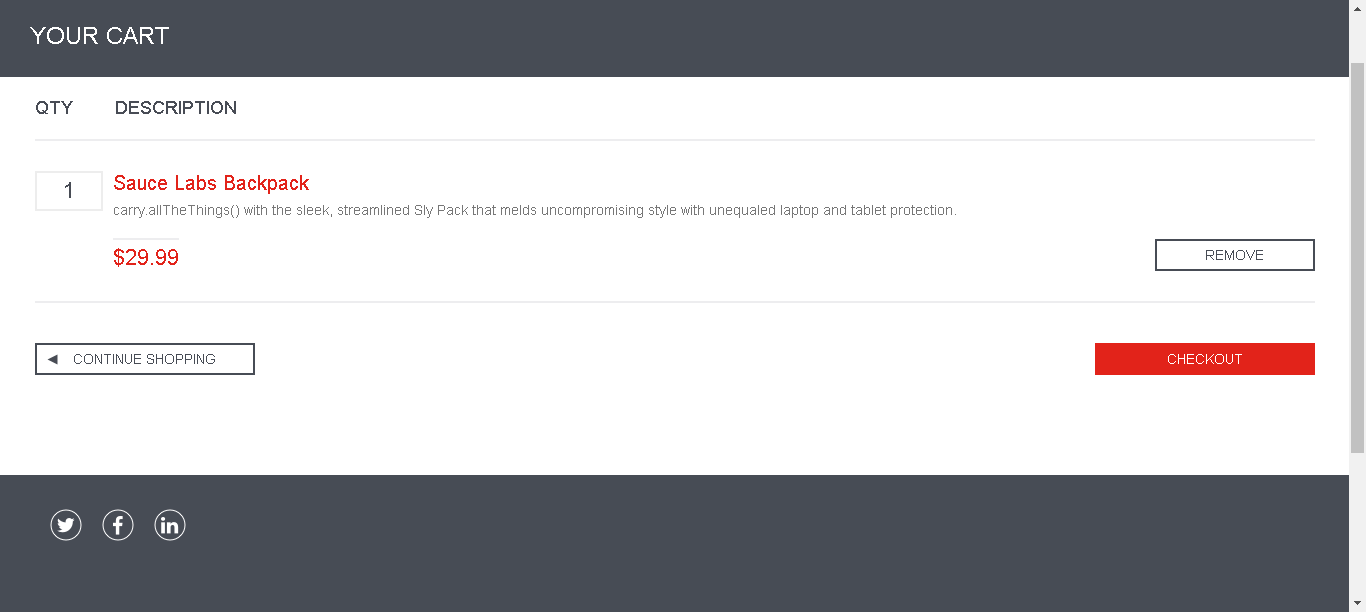 YOUR CART
QTY DESCRIPTION
1 Sauce Labs Backpack
carry.allTheThings() with the sleek, streamlined Sly Pack that melds uncompromising style with unequaled laptop and tablet protection.
$29.99 REMOVE
CONTINUE SHOPPING CHECKOUT